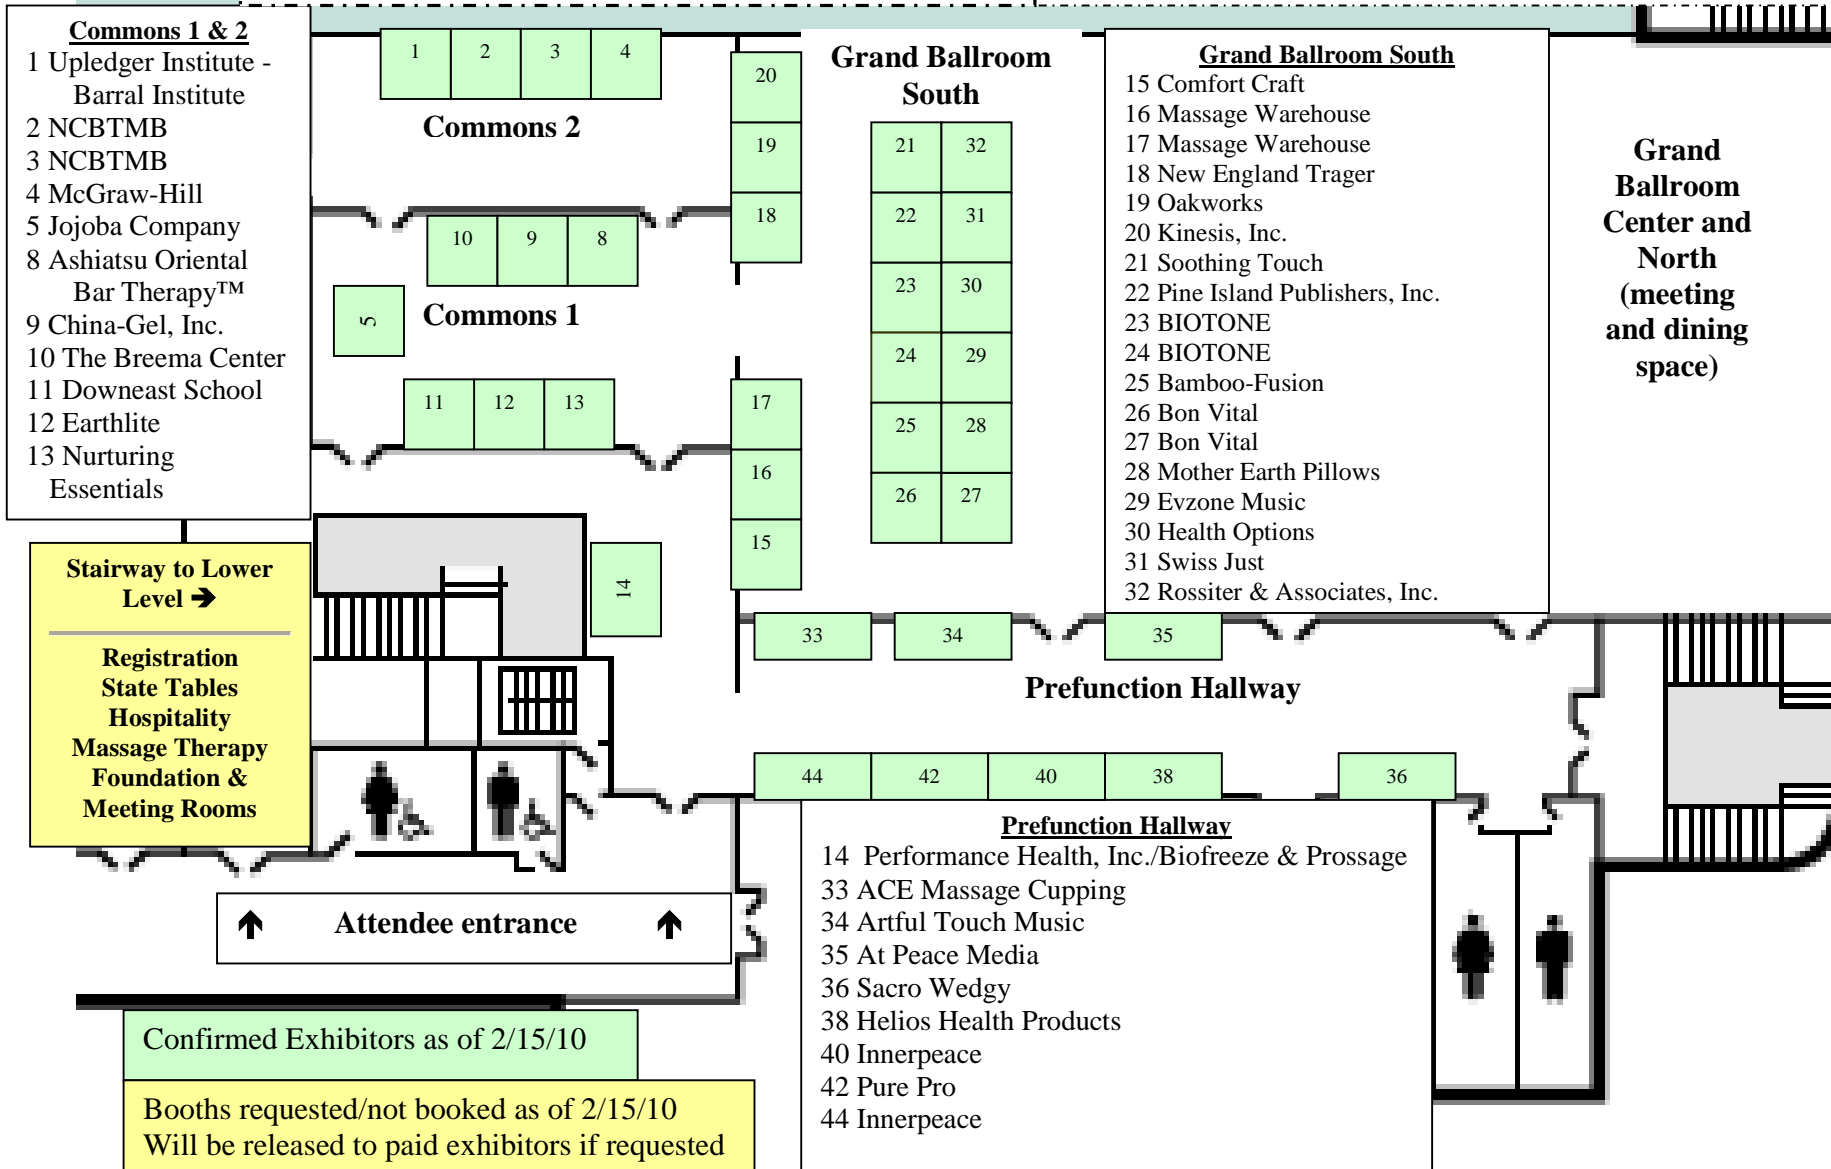 Commons 1 & 2
1 Upledger Institute -
Barral Institute
2 NCBTMB
3 NCBTMB
4 McGraw-Hill
5 Jojoba Company
8 Ashiatsu Oriental
Bar Therapy™
9 China-Gel, Inc.
10 The Breema Center
11 Downeast School
12 Earthlite
13 Nurturing
Essentials
Stairway to Lower
Level ➔
Registration
State Tables
Hospitality
Massage Therapy
Foundation &
Meeting Rooms
1 2 3 4
Commons 2
10 9 8
5
Commons 1
11 12 13
14
20
19
18
17
16
15
Grand Ballroom
South
21 32
22 31
23 30
24 29
25 28
26 27
Grand Ballroom South
15 Comfort Craft
16 Massage Warehouse
17 Massage Warehouse
18 New England Trager
19 Oakworks
20 Kinesis, Inc.
21 Soothing Touch
22 Pine Island Publishers, Inc.
23 BIOTONE
24 BIOTONE
25 Bamboo-Fusion
26 Bon Vital
27 Bon Vital
28 Mother Earth Pillows
29 Evzone Music
30 Health Options
31 Swiss Just
32 Rossiter & Associates, Inc.
Grand
Ballroom
Center and
North
(meeting
and dining
space)
33 34 35
Prefunction Hallway
44 42 40 38 36
Prefunction Hallway
14 Performance Health, Inc./Biofreeze & Prossage
33 ACE Massage Cupping
34 Artful Touch Music
35 At Peace Media
36 Sacro Wedgy
38 Helios Health Products
40 Innerpeace
42 Pure Pro
44 Innerpeace
↑ Attendee entrance ↑
Confirmed Exhibitors as of 2/15/10
Booths requested/not booked as of 2/15/10
Will be released to paid exhibitors if requested